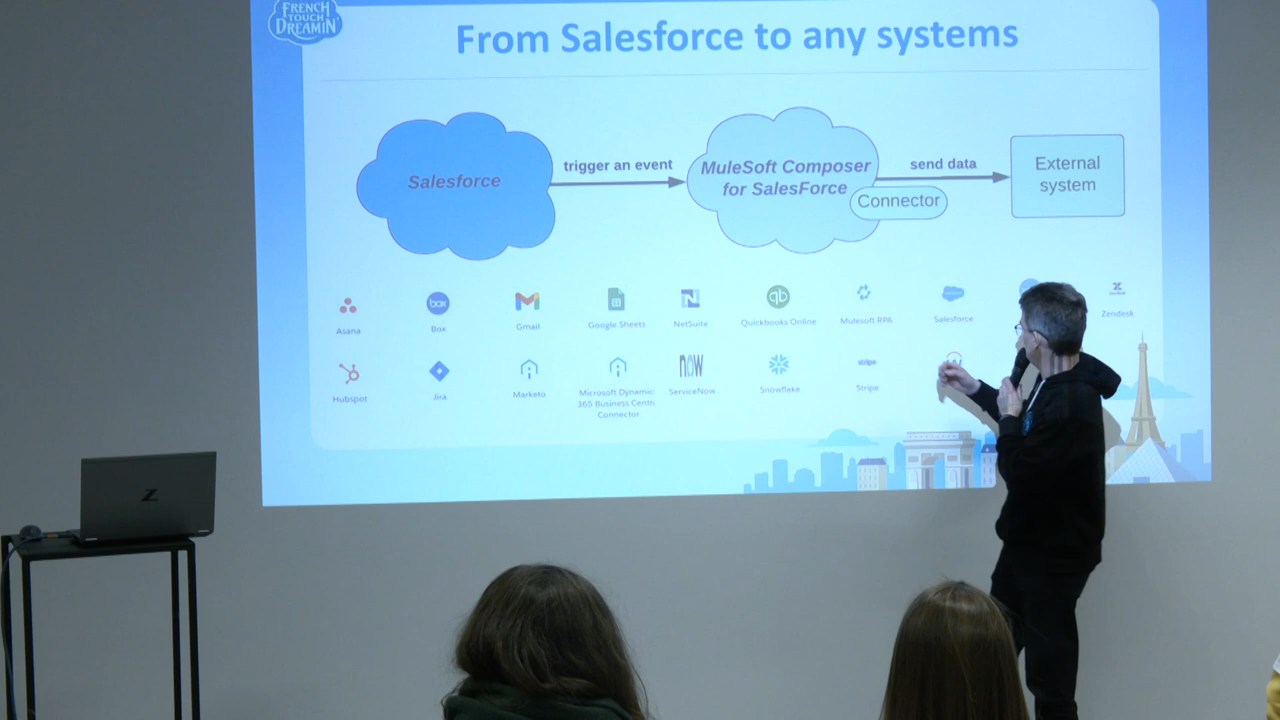 FRENCH
TOUCH
DREAMIN'
From Salesforce to any systems
Salesforce
trigger an event
MuleSoft Composer
for SalesForce
Connector
send data
External
system
box
qb
Asana
Box
Gmail
Google Sheets
NetSuite
Quickbooks Online
Mulesoft RPA
Salesforce
Zendesk
now
stripe
Hubspot
Jira
Marketo
Microsoft Dynamic
365 Business Centr
Connector
ServiceNow
Snowflake
Stripe
Z